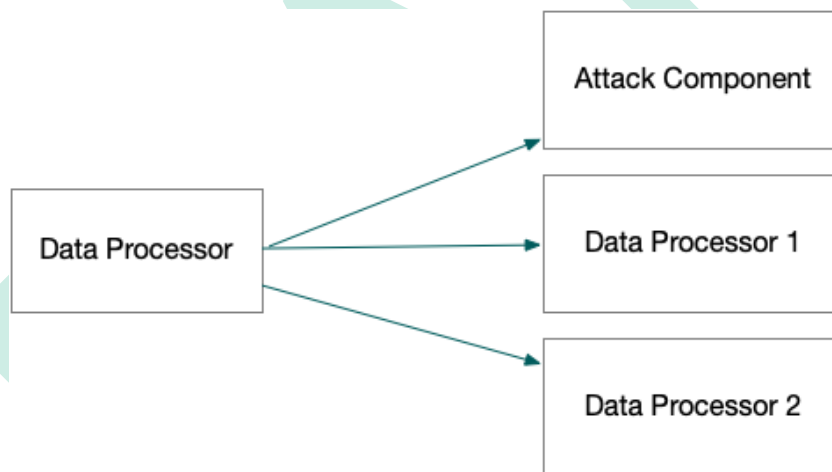 Attack Component
Data Processor
Data Processor 1
Data Processor 2